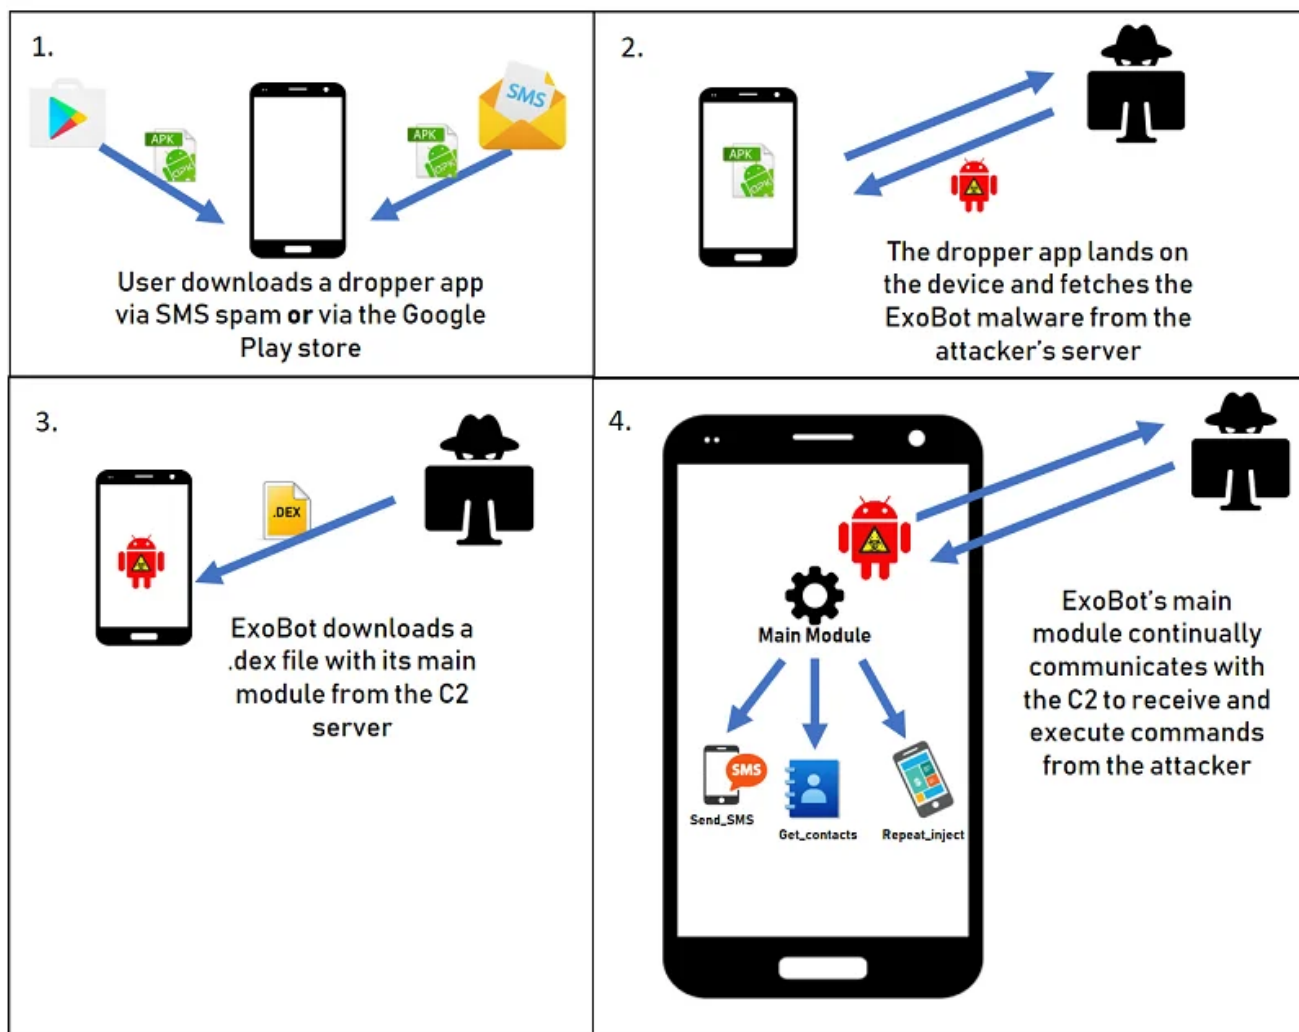 1.
SMS
APK
APK
User downloads a dropper app
via SMS spam or via the Google
Play store
2.
APK
The dropper app lands on
the device and fetches the
ExoBot malware from the
attacker's server
3.
.DEX
ExoBot downloads a
.dex file with its main
module from the C2
server
4.
Main Module
SMS
Send_SMS
Get_contacts
Repeat_inject
ExoBot's main
module continually
communicates with
the C2 to receive and
execute commands
from the attacker